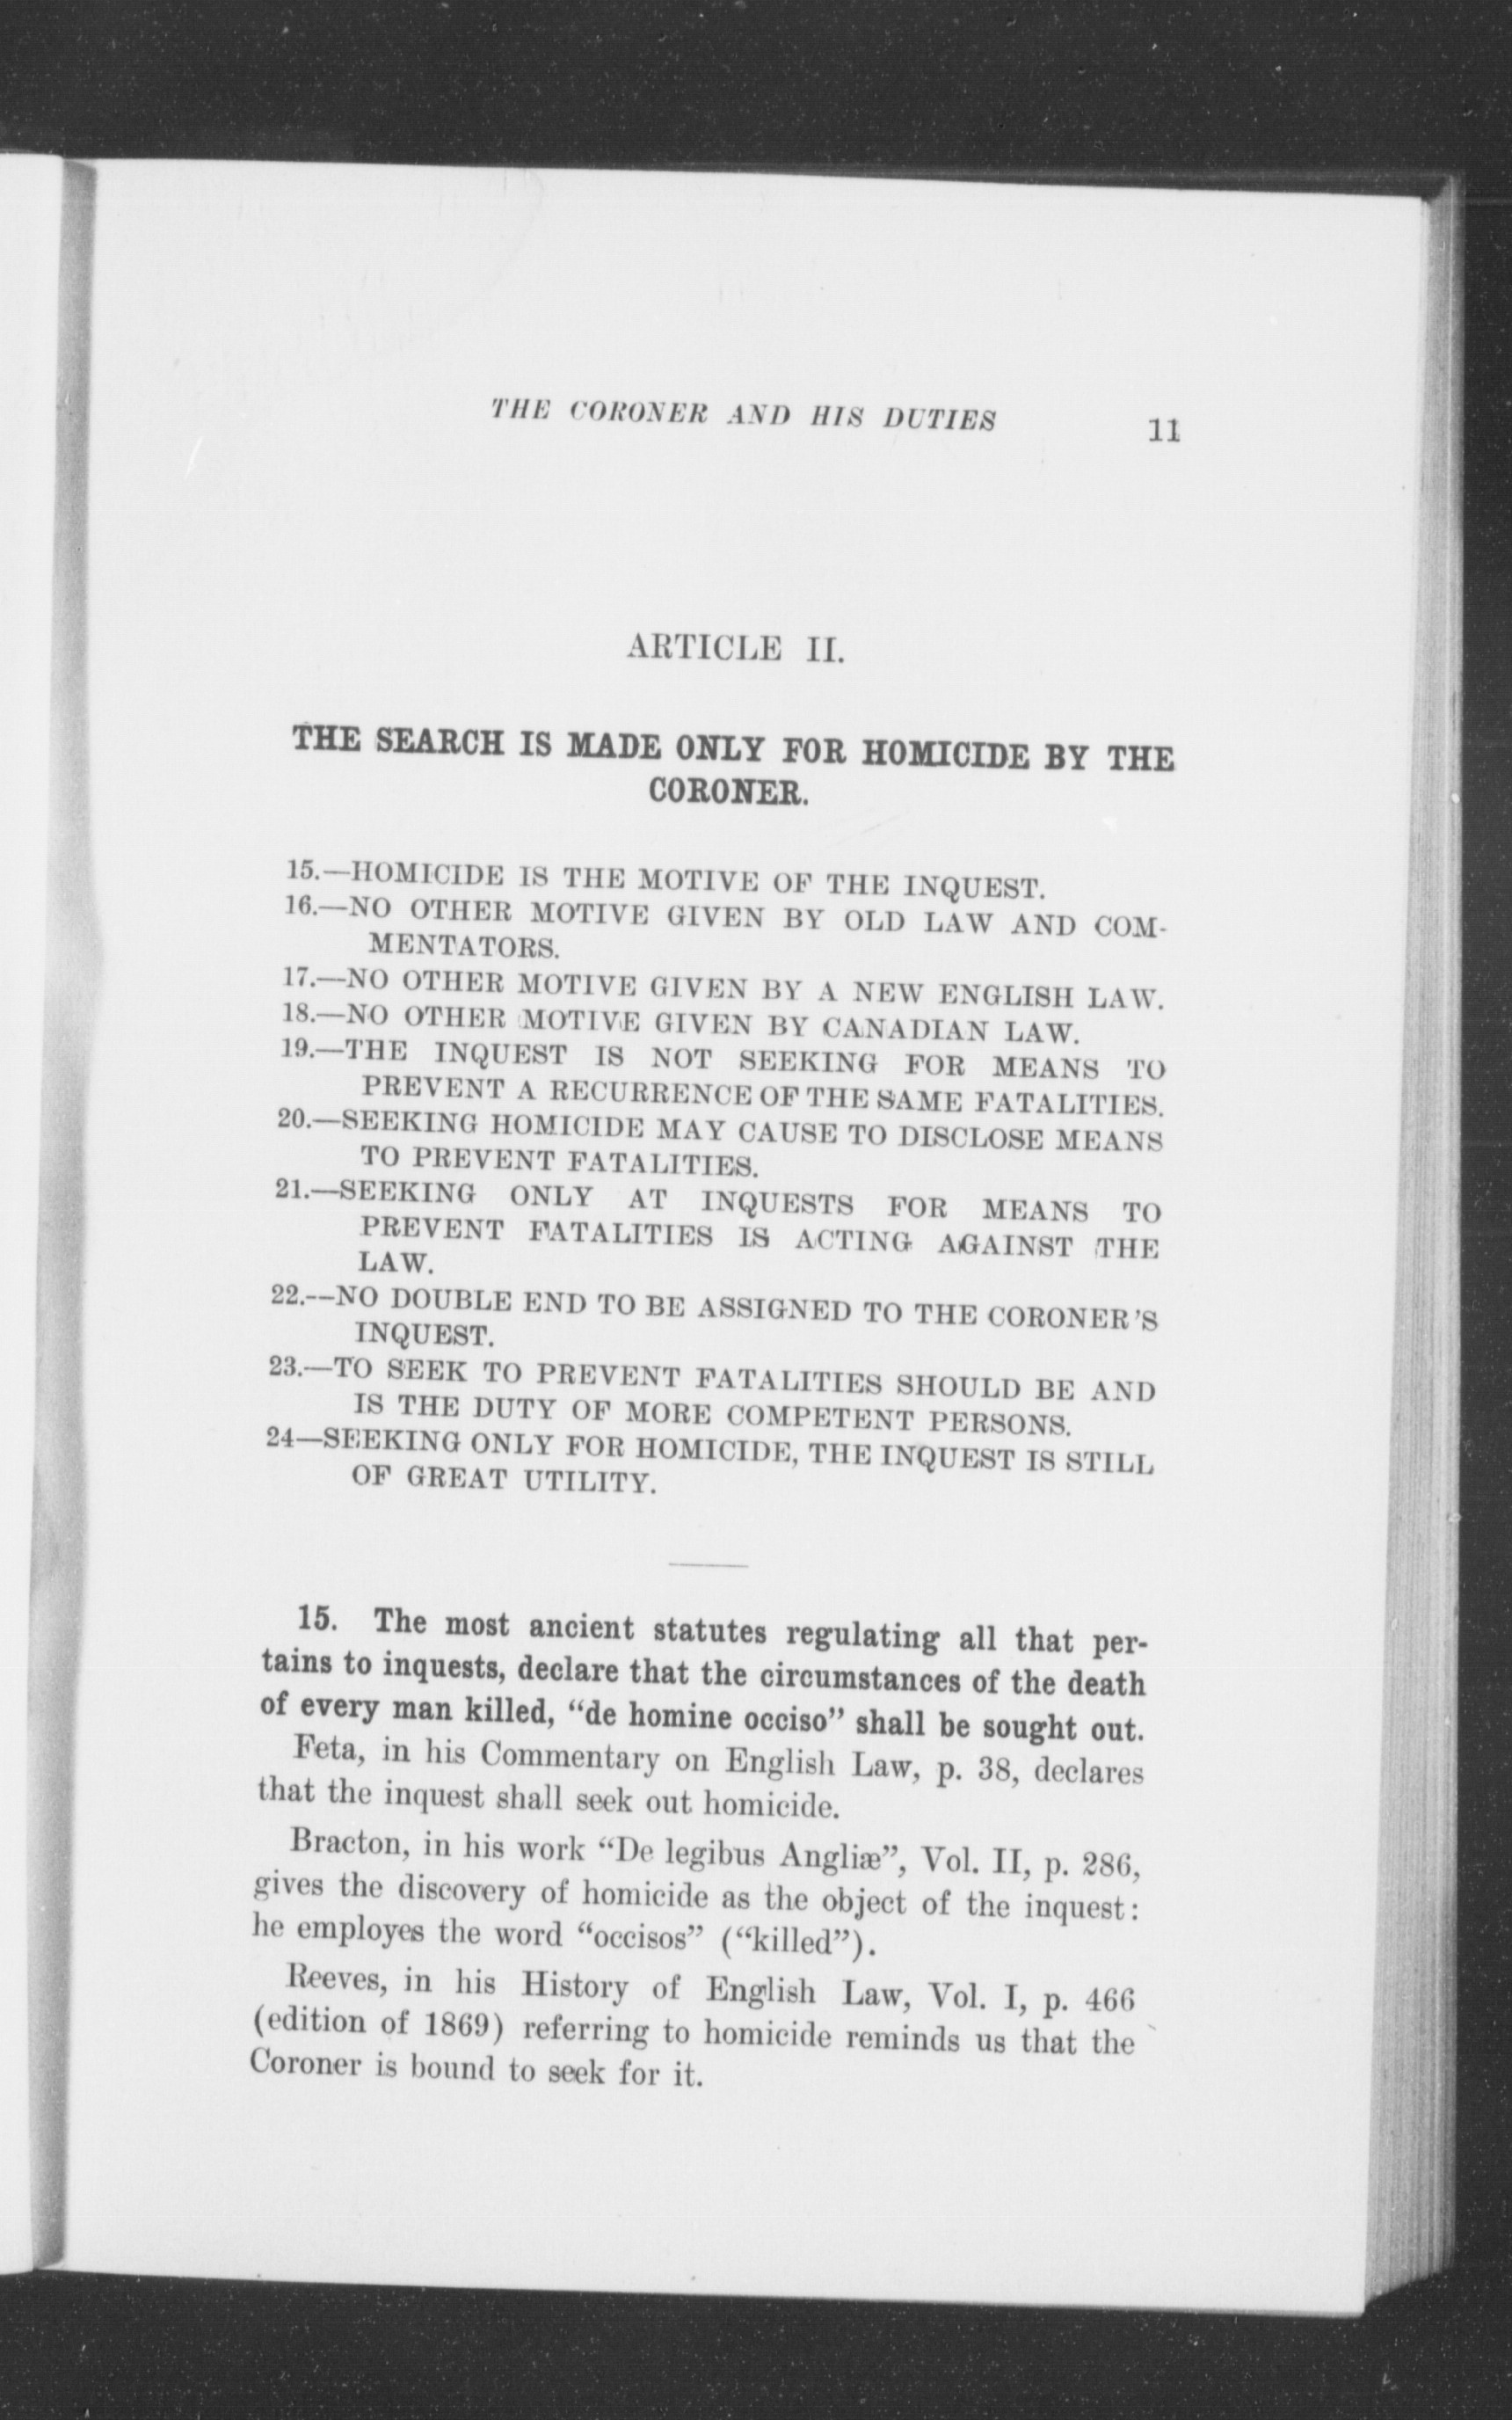 THE CORONER AND HIS DUTIES 11
ARTICLE II.
THE SEARCH IS MADE ONLY FOR HOMICIDE BY THE
CORONER.
15.—HOMICIDE IS THE MOTIVE OF THE INQUEST.
16.—NO OTHER MOTIVE GIVEN BY OLD LAW AND COM-
MENTATORS.
17.—NO OTHER MOTIVE GIVEN BY A NEW ENGLISH LAW.
18.—NO OTHER MOTIVE GIVEN BY CANADIAN LAW.
19.—THE INQUEST IS NOT SEEKING FOR MEANS TO
PREVENT A RECURRENCE OF THE SAME FATALITIES.
20.—SEEKING HOMICIDE MAY CAUSE TO DISCLOSE MEANS
TO PREVENT FATALITIES.
21.—SEEKING ONLY AT INQUESTS FOR MEANS TO
PREVENT FATALITIES IS ACTING AGAINST THE
LAW.
22.--NO DOUBLE END TO BE ASSIGNED TO THE CORONER'S
INQUEST.
23.—TO SEEK TO PREVENT FATALITIES SHOULD BE AND
IS THE DUTY OF MORE COMPETENT PERSONS.
24—SEEKING ONLY FOR HOMICIDE, THE INQUEST IS STILL
OF GREAT UTILITY.
15. The most ancient statutes regulating all that per-
tains to inquests, declare that the circumstances of the death
of every man killed, "de homine occiso" shall be sought out.
Feta, in his Commentary on English Law, p. 38, declares
that the inquest shall seek out homicide.
Bracton, in his work "De legibus Angliæ", Vol. II, p. 286,
gives the discovery of homicide as the object of the inquest:
he employes the word "occisos" ("killed").
Reeves, in his History of English Law, Vol. I, p. 466
(edition of 1869) referring to homicide reminds us that the
Coroner is bound to seek for it.